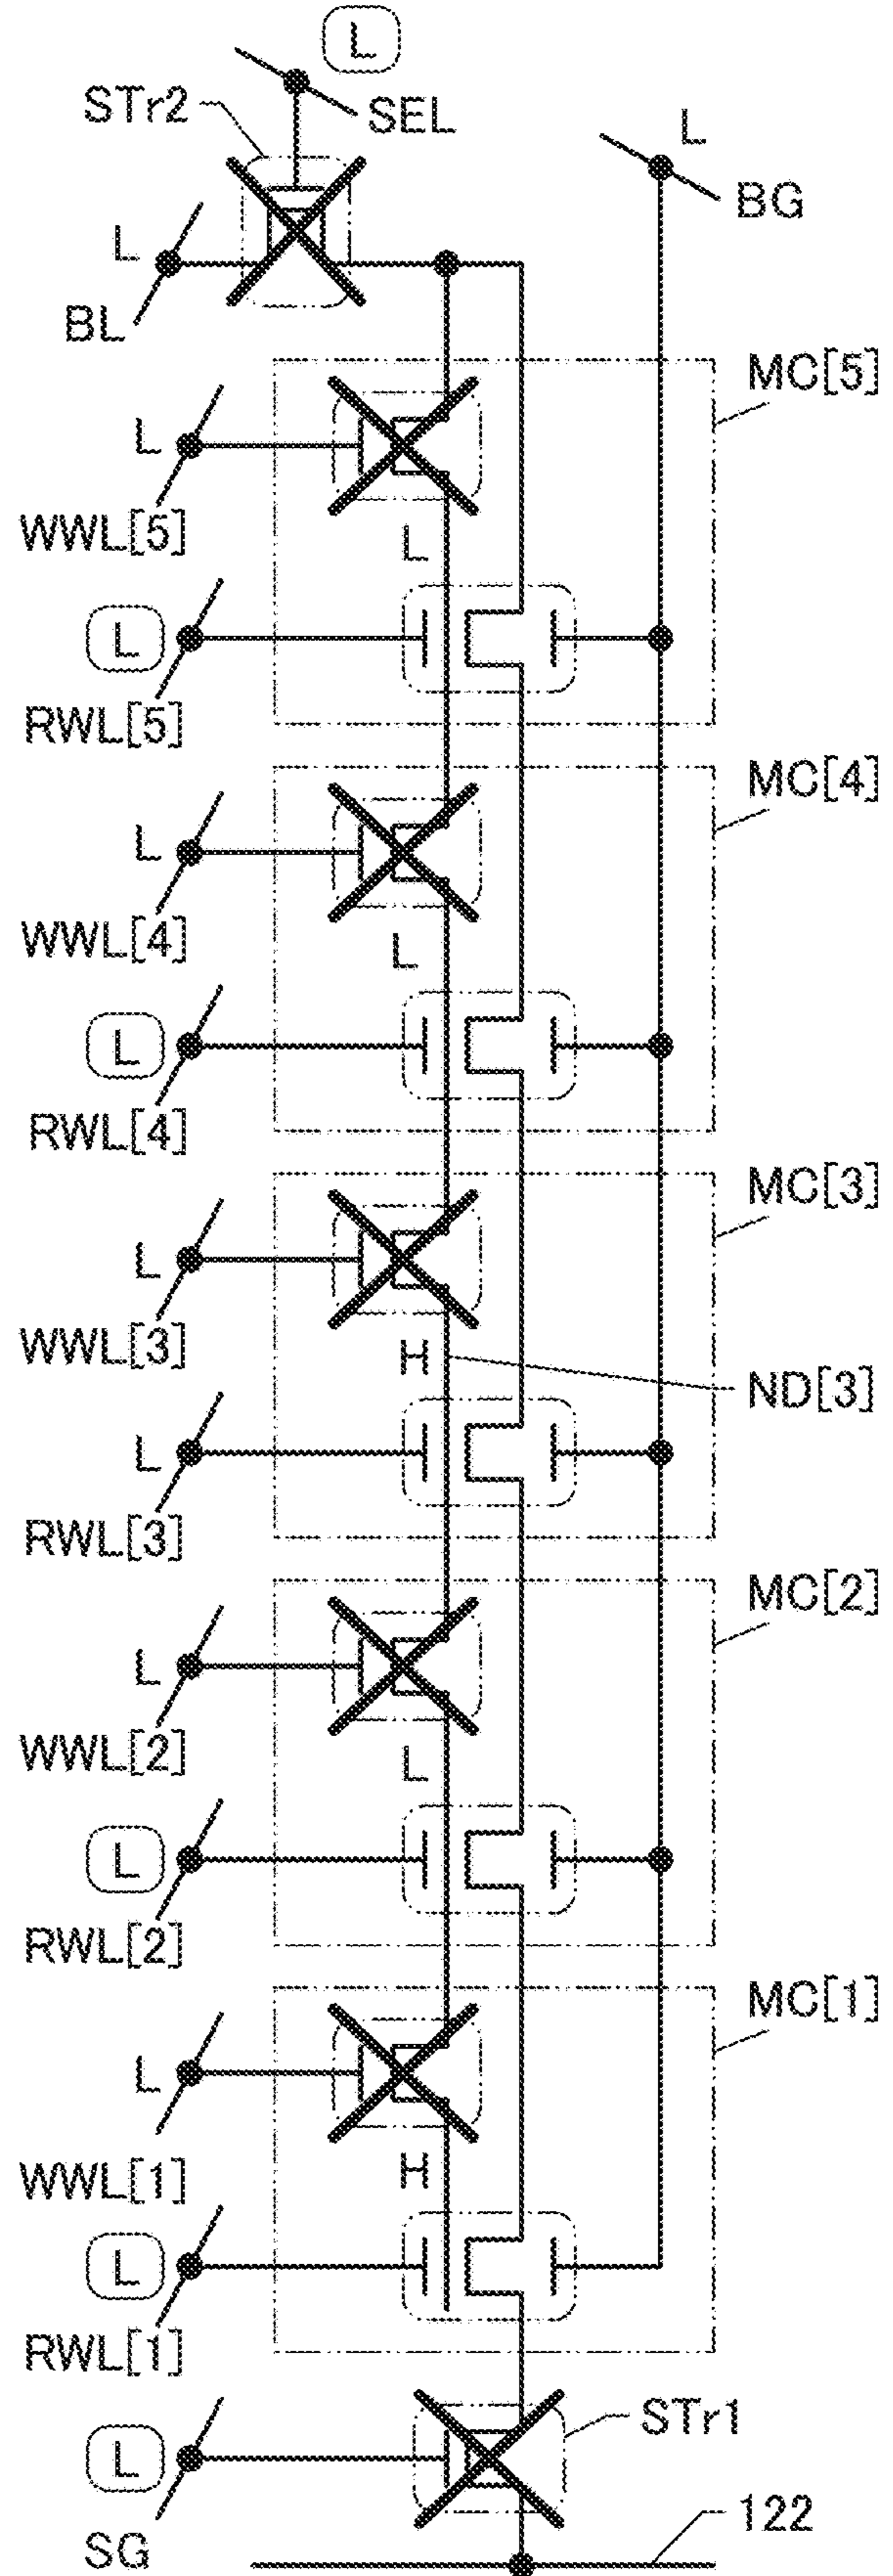 L
STr2
SEL
L
BG
L
BL
MC[5]
L
WWL[5]
L
L
RWL[5]
MC[4]
L
WWL[4]
L
L
RWL[4]
MC[3]
L
WWL[3]
H
ND[3]
L
RWL[3]
MC[2]
L
WWL[2]
L
L
RWL[2]
MC[1]
L
WWL[1]
H
L
RWL[1]
STr1
L
SG
122